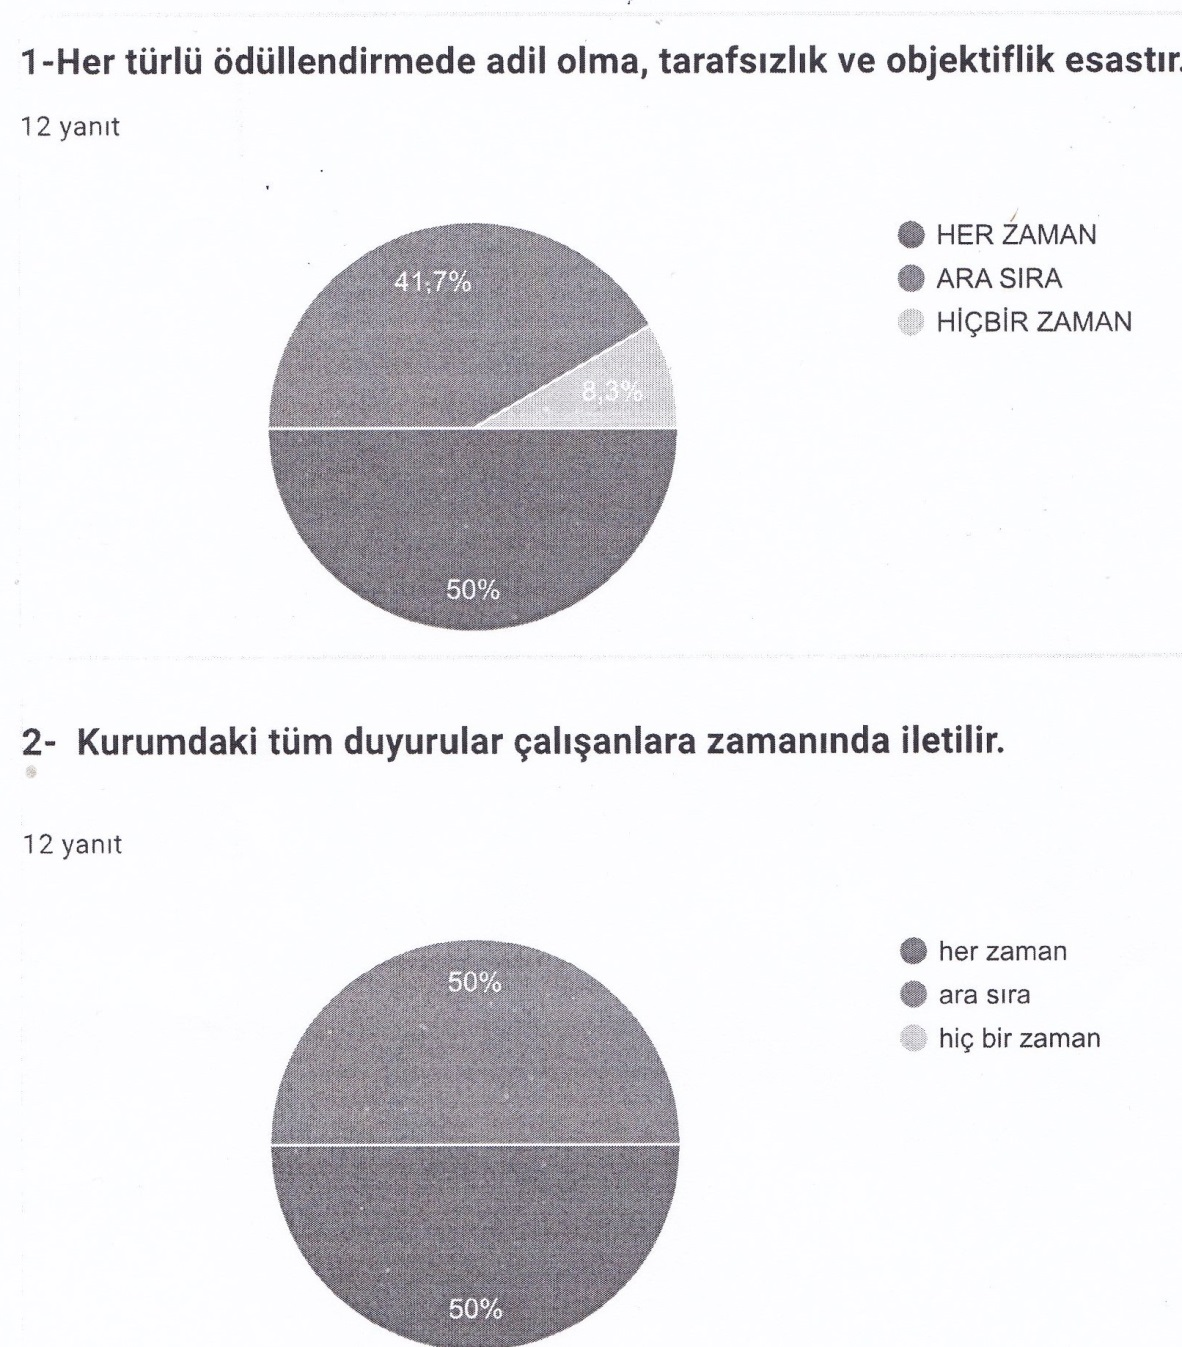 1-Her türlü ödüllendirmede adil olma, tarafsızlık ve objektiflik esastır.
12 yanıt
41,7%
8,3%
50%
HER ZAMAN
ARA SIRA
HİÇBİR ZAMAN
2- Kurumdaki tüm duyurular çalışanlara zamanında iletilir.
12 yanıt
50%
50%
her zaman
ara sıra
hiç bir zaman